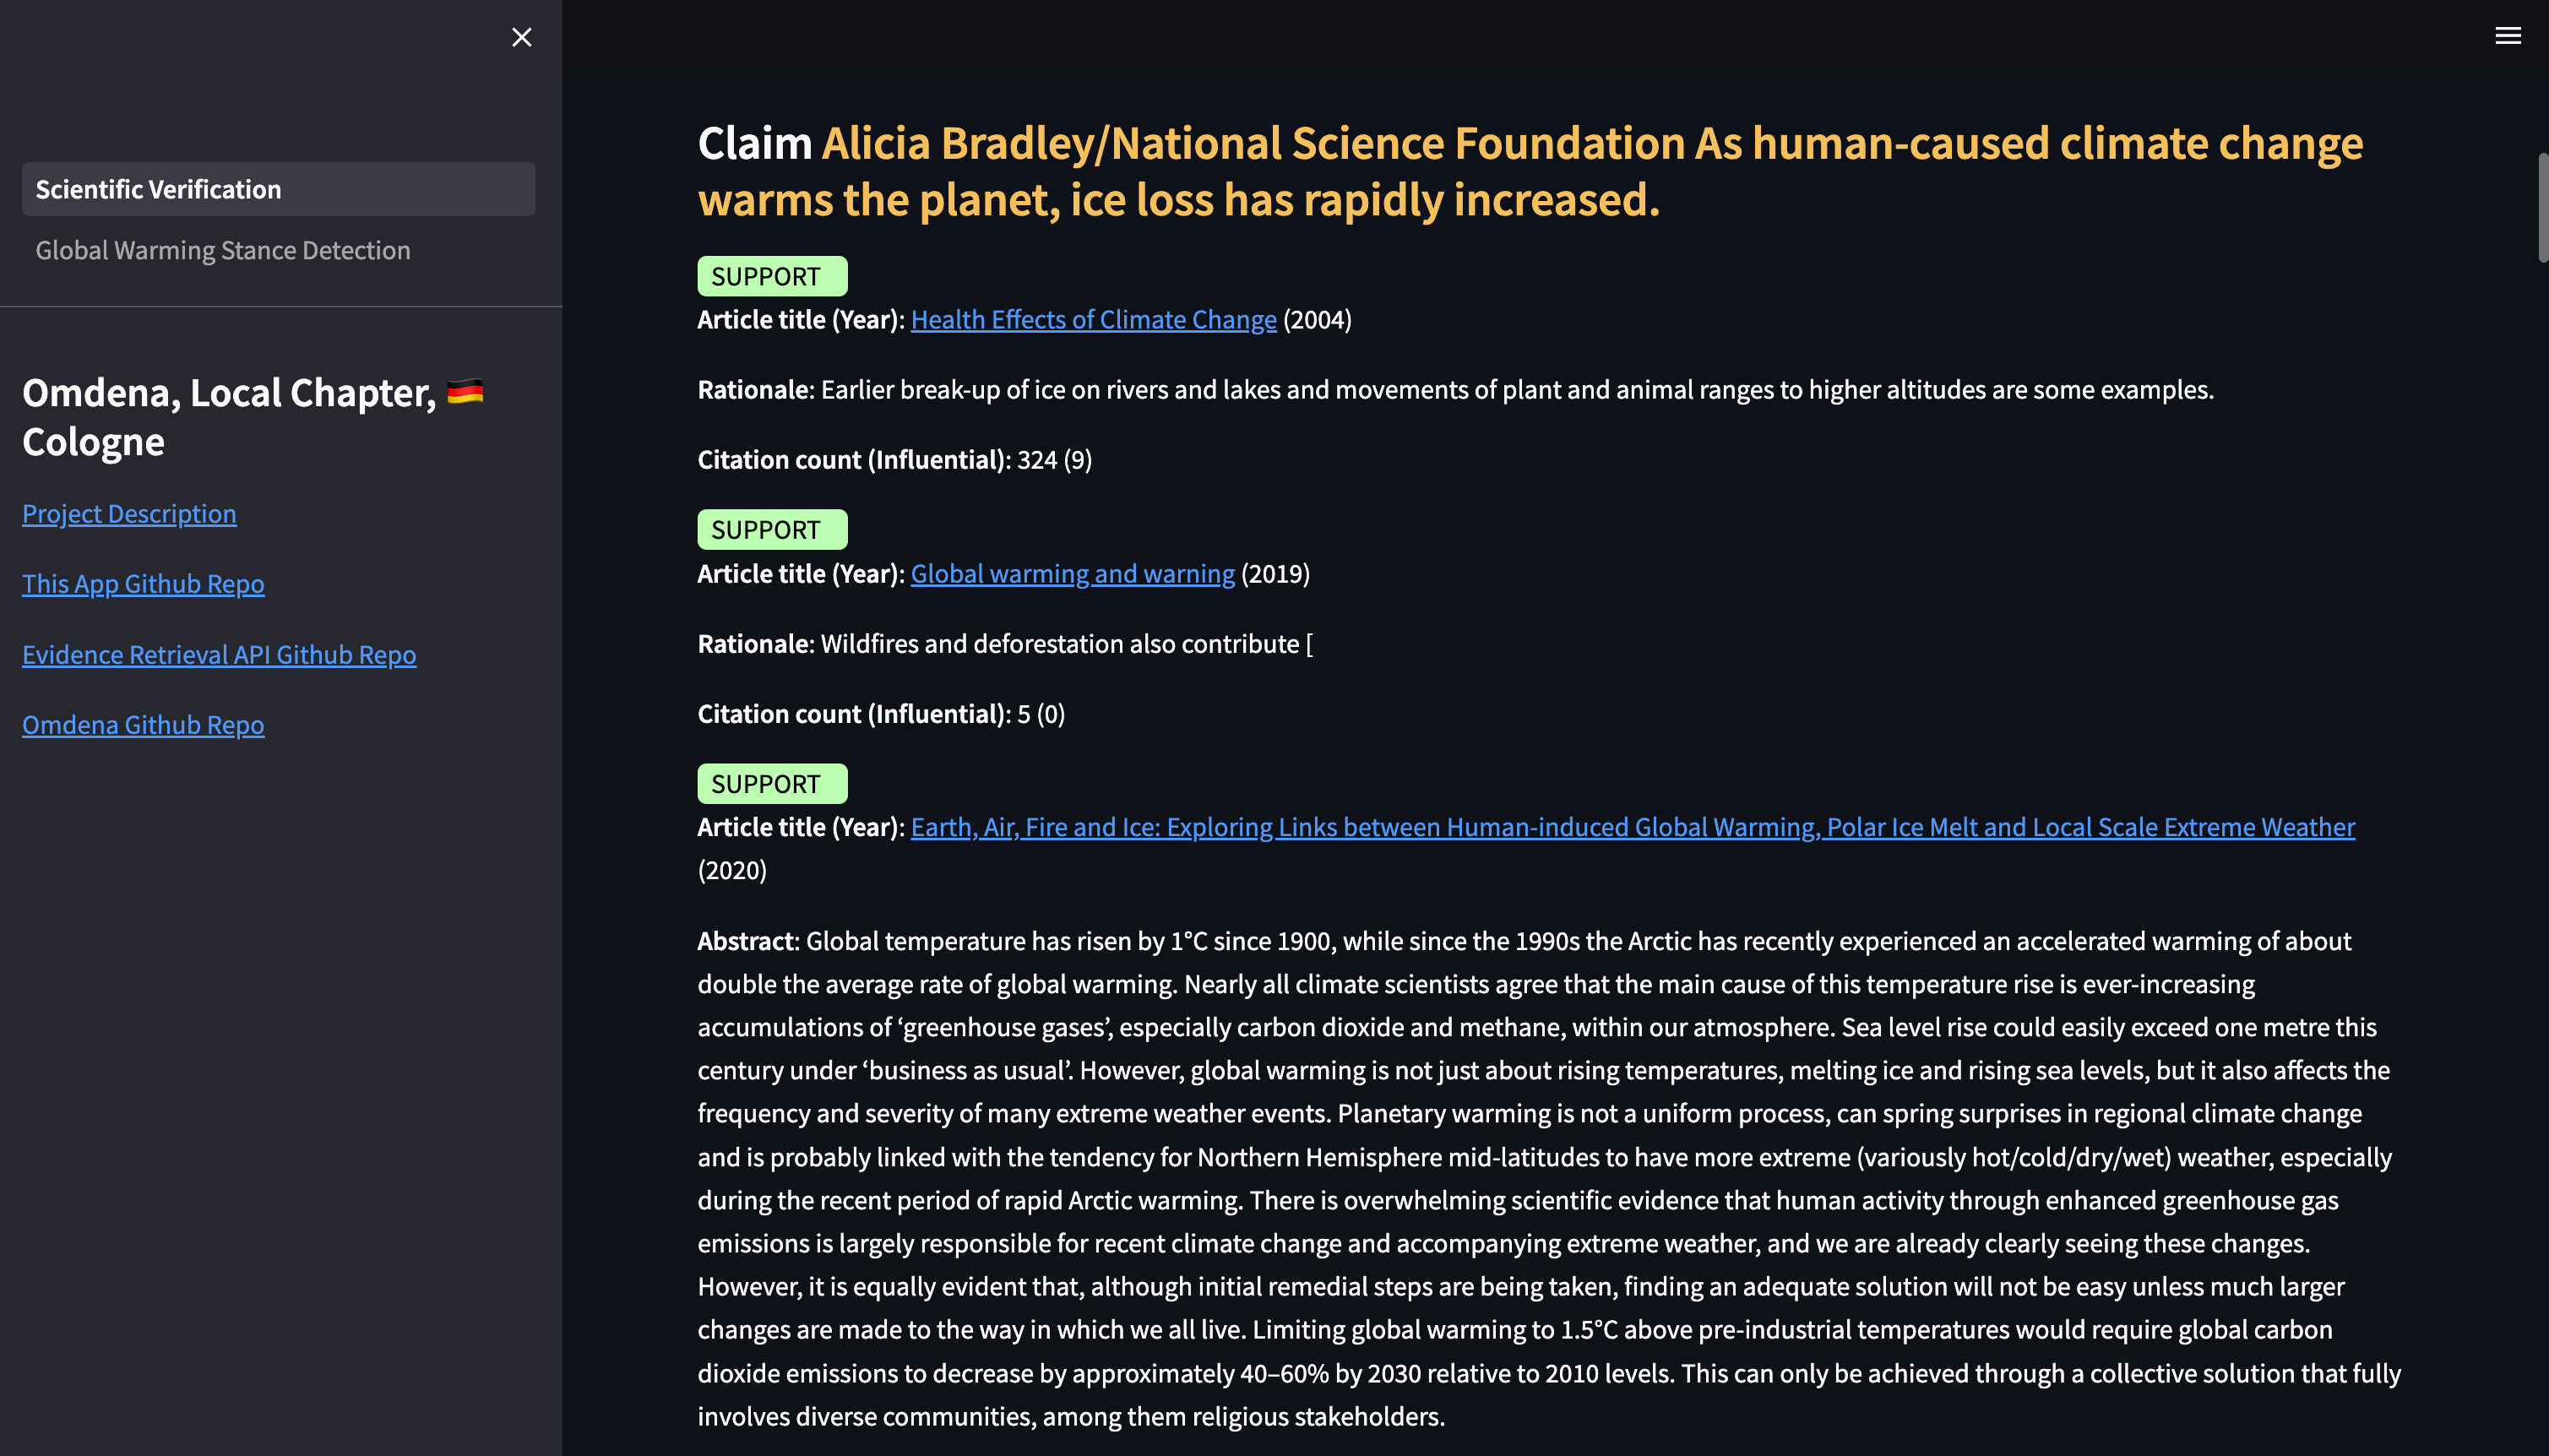 Scientific Verification
Global Warming Stance Detection
Omdena, Local Chapter, 🇩🇪
Cologne
Project Description
This App Github Repo
Evidence Retrieval API Github Repo
Omdena Github Repo
Claim Alicia Bradley/National Science Foundation As human-caused climate change
warms the planet, ice loss has rapidly increased.
SUPPORT
Article title (Year): Health Effects of Climate Change (2004)
Rationale: Earlier break-up of ice on rivers and lakes and movements of plant and animal ranges to higher altitudes are some examples.
Citation count (Influential): 324 (9)
SUPPORT
Article title (Year): Global warming and warning (2019)
Rationale: Wildfires and deforestation also contribute [
Citation count (Influential): 5 (0)
SUPPORT
Article title (Year): Earth, Air, Fire and Ice: Exploring Links between Human-induced Global Warming, Polar Ice Melt and Local Scale Extreme Weather
(2020)
Abstract: Global temperature has risen by 1°C since 1900, while since the 1990s the Arctic has recently experienced an accelerated warming of about
double the average rate of global warming. Nearly all climate scientists agree that the main cause of this temperature rise is ever-increasing
accumulations of ‘greenhouse gases’, especially carbon dioxide and methane, within our atmosphere. Sea level rise could easily exceed one metre this
century under ‘business as usual’. However, global warming is not just about rising temperatures, melting ice and rising sea levels, but it also affects the
frequency and severity of many extreme weather events. Planetary warming is not a uniform process, can spring surprises in regional climate change
and is probably linked with the tendency for Northern Hemisphere mid-latitudes to have more extreme (variously hot/cold/dry/wet) weather, especially
during the recent period of rapid Arctic warming. There is overwhelming scientific evidence that human activity through enhanced greenhouse gas
emissions is largely responsible for recent climate change and accompanying extreme weather, and we are already clearly seeing these changes.
However, it is equally evident that, although initial remedial steps are being taken, finding an adequate solution will not be easy unless much larger
changes are made to the way in which we all live. Limiting global warming to 1.5°C above pre-industrial temperatures would require global carbon
dioxide emissions to decrease by approximately 40–60% by 2030 relative to 2010 levels. This can only be achieved through a collective solution that fully
involves diverse communities, among them religious stakeholders.